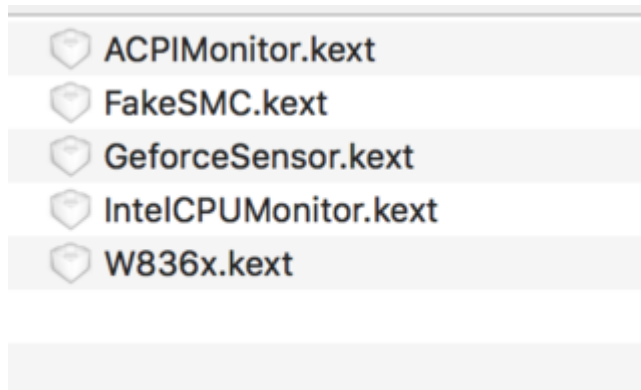 ACPIMonitor.kext
FakeSMC.kext
GeforceSensor.kext
IntelCPUMonitor.kext
W836x.kext